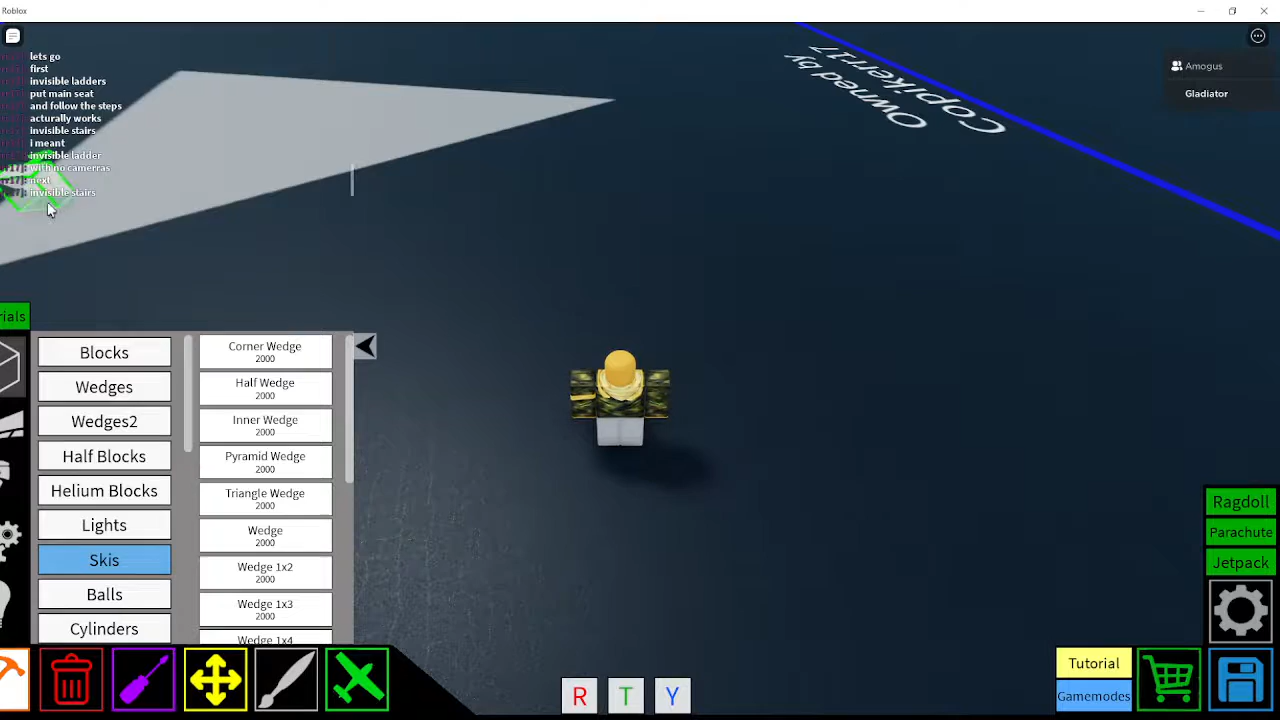 Roblox
lets go
first
invisible ladders
put main seat
and follow the steps
acturally works
invisible stairs
i meant
invisible ladder
with no camerras
next
invisible stairs
Owned by
Copikerr17
Amogus
Gladiator
rials
Blocks
Wedges
Wedges2
Half Blocks
Helium Blocks
Lights
Skis
Balls
Cylinders
Corner Wedge
2000
Half Wedge
2000
Inner Wedge
2000
Pyramid Wedge
2000
Triangle Wedge
2000
Wedge
2000
Wedge 1x2
2000
Wedge 1x3
2000
Wedge 1x4
Ragdoll
Parachute
Jetpack
Tutorial
Gamemodes
R T Y